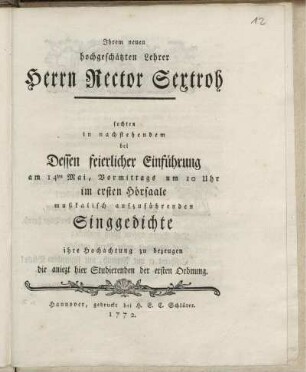 12
Ihrem neuen
hochgeschätzten Lehrer
Herrn Rector Sextroh
suchten
in nachstehendem
bei
Dessen feierlicher Einführung
am 14ten Mai, Vormittags um 10 Uhr
im ersten Hörsaale
musikalisch aufzuführenden
Singgedichte
ihre Hochachtung zu bezeugen
die aniezt hier Studierenden der ersten Ordnung.
Hannover, gedruckt bei H. E. C. Schlüter.
1772.